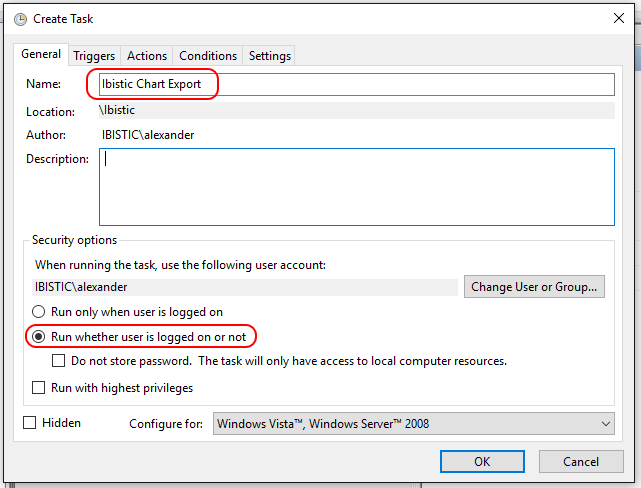 Create Task
General Triggers Actions Conditions Settings
Name: Ibistic Chart Export
Location: \Ibistic
Author: IBISTIC\alexander
Description:
Security options
When running the task, use the following user account:
IBISTIC\alexander Change User or Group...
Run only when user is logged on
Run whether user is logged on or not
Do not store password. The task will only have access to local computer resources.
Run with highest privileges
Hidden Configure for: Windows Vista™, Windows Server™ 2008
OK Cancel